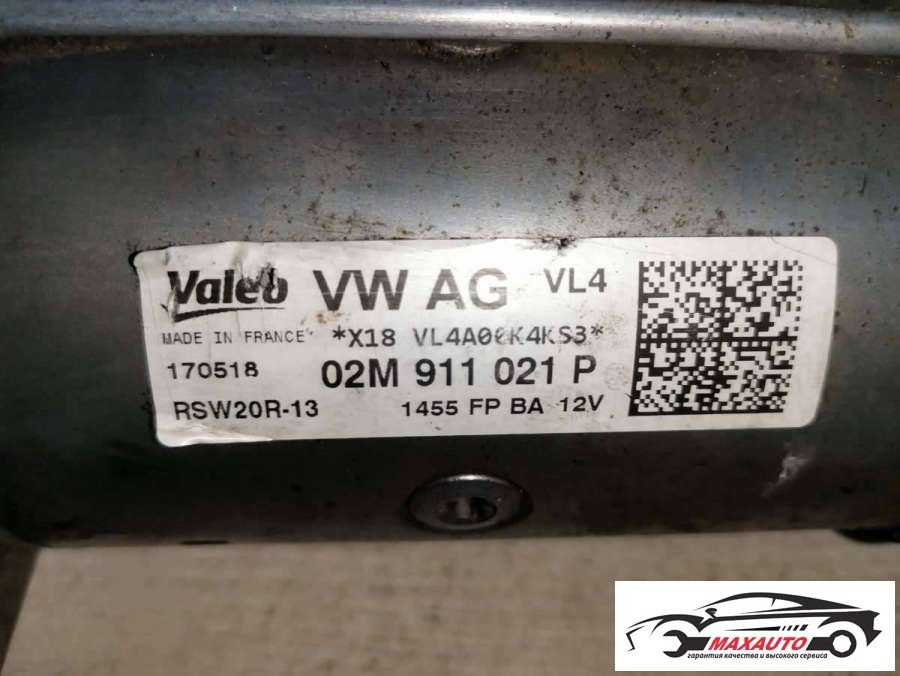 Valeo VW AG VL4
MADE IN FRANCE *X18 VL4A00K4KS3*
170518 02M 911 021 P
RSW20R-13 1455 FP BA 12V
MAXAUTO
гарантия качества и высокого сервиса